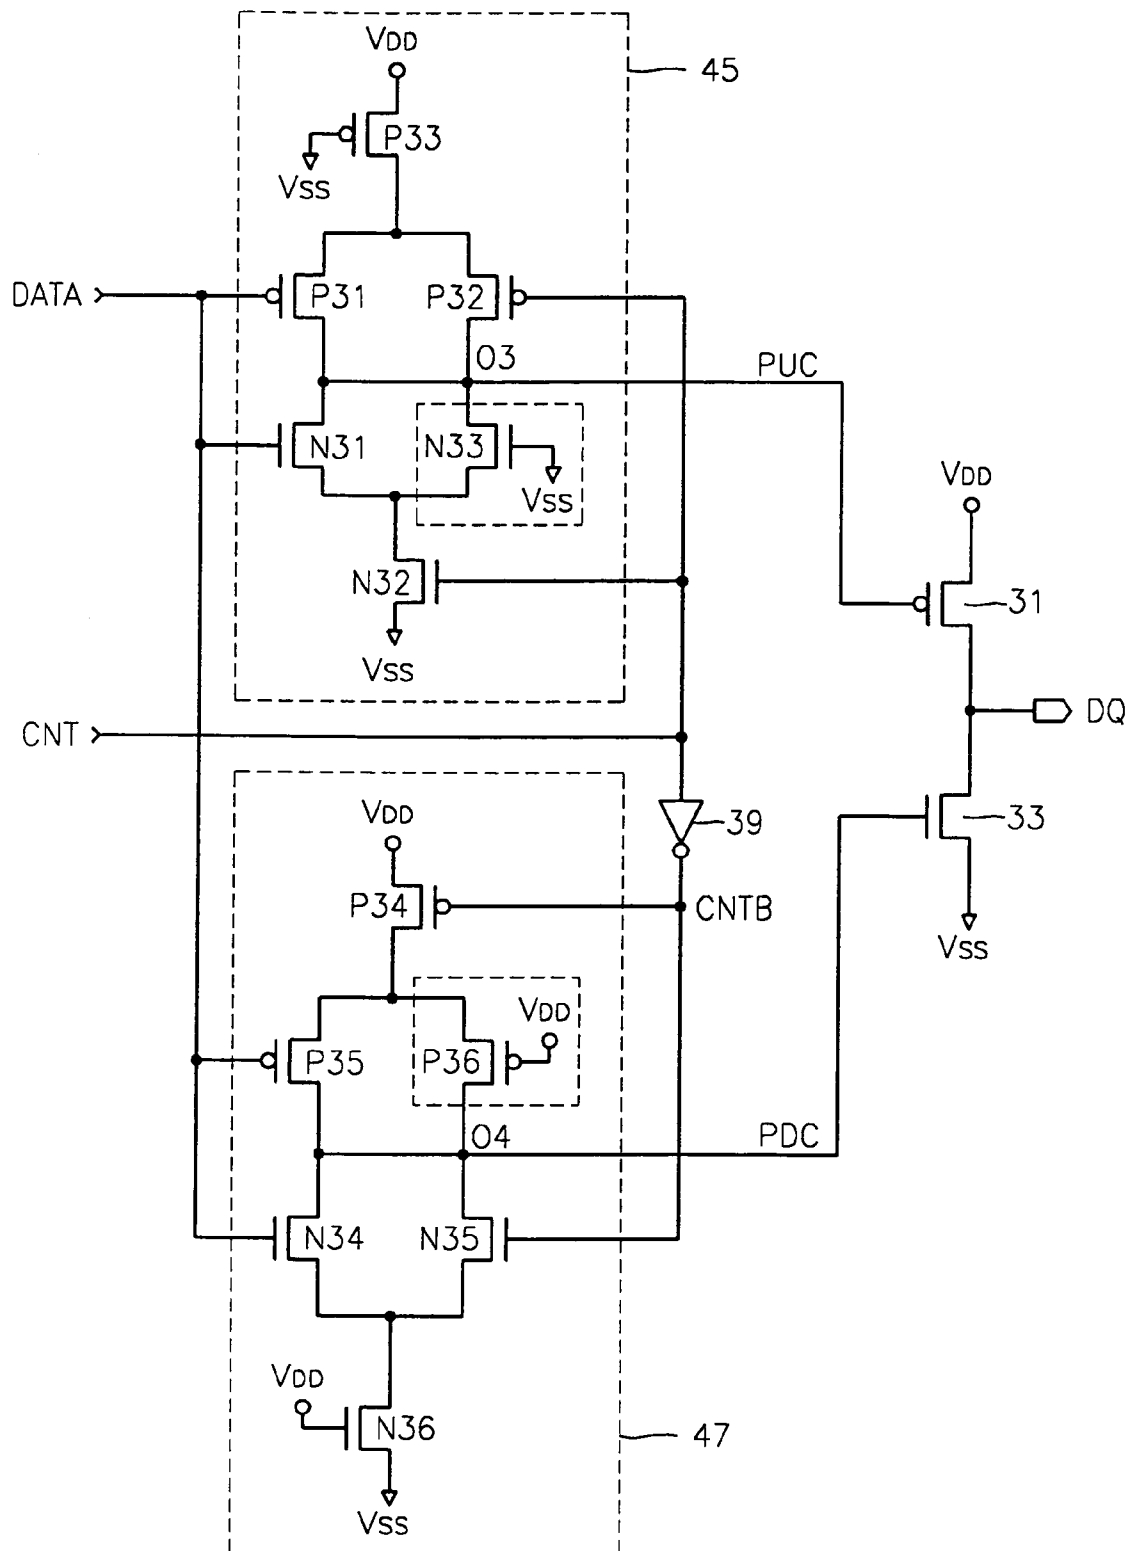 VDD
45
P33
VSS
DATA
P31
P32
O3
PUC
N31
N33
VSS
VDD
N32
31
VSS
CNT
DQ
VDD
39
33
P34
CNTB
VSS
VDD
P35
P36
O4
PDC
N34
N35
VDD
N36
47
VSS